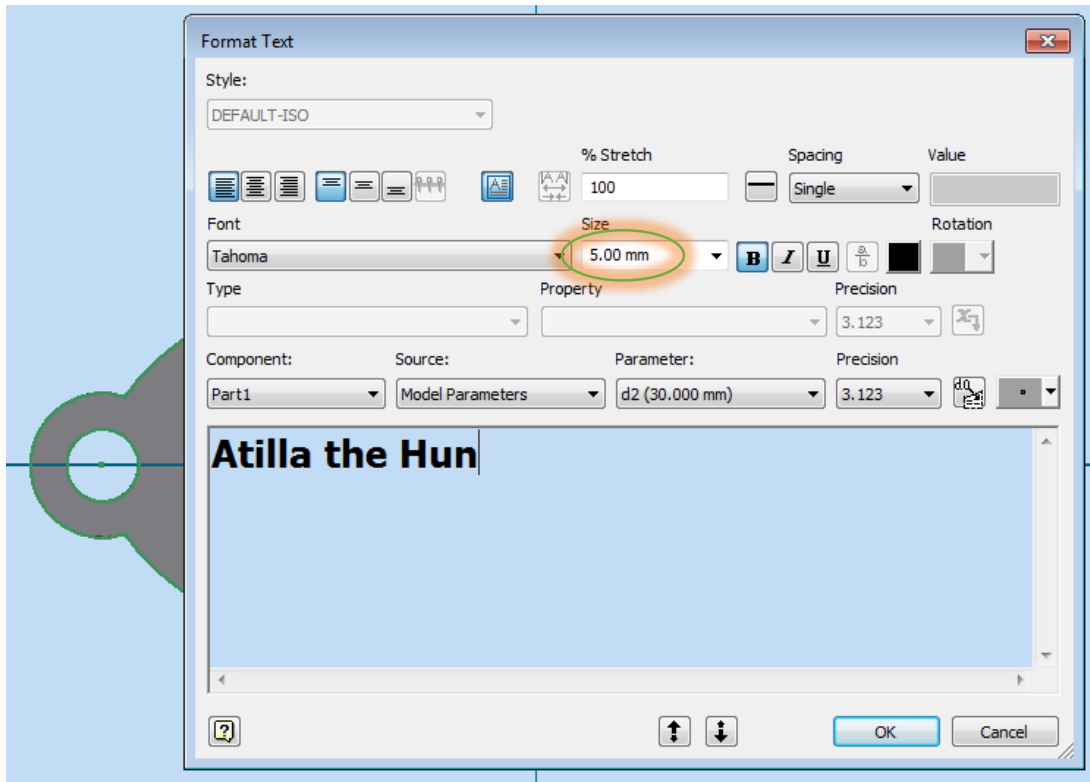 Format Text
Style:
DEFAULT-ISO
% Stretch Spacing Value
100 Single
Font Size Rotation
Tahoma 5.00 mm B I U a/b
Type Property Precision
3.123
Component: Source: Parameter: Precision
Part1 Model Parameters d2 (30.000 mm) 3.123
Atilla the Hun
OK Cancel